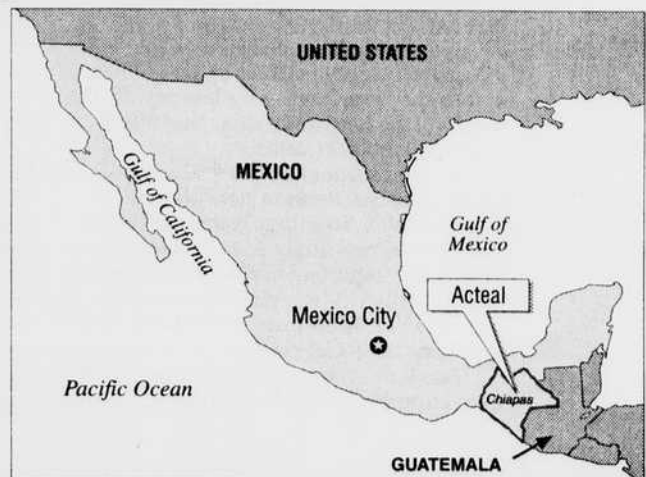 UNITED STATES
MEXICO
Gulf of California
Gulf of
Mexico
Acteal
Mexico City
Pacific Ocean
Chiapas
GUATEMALA